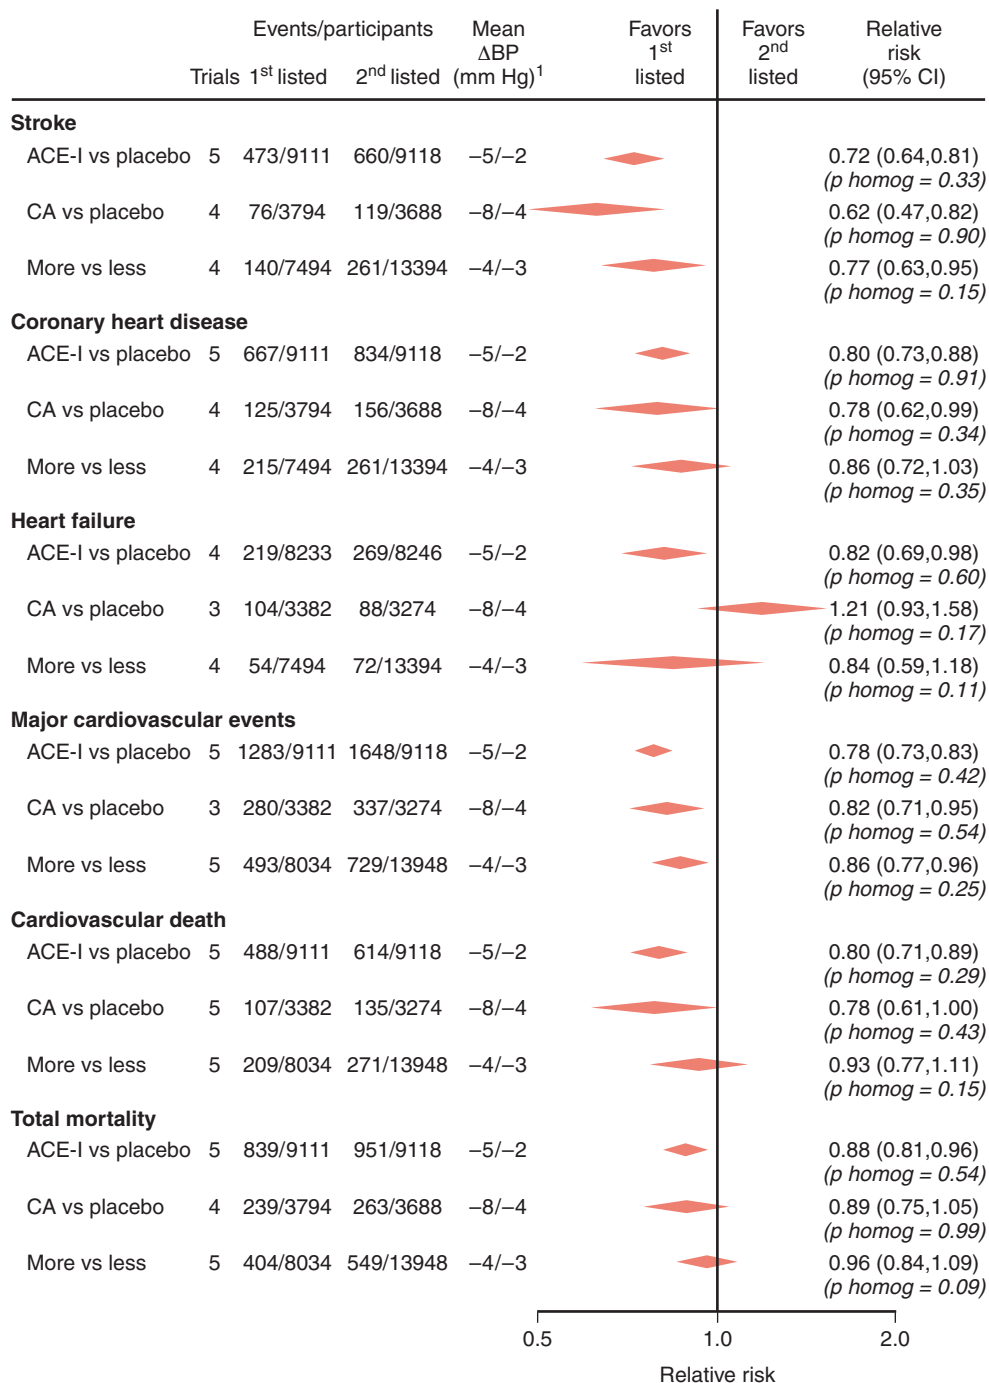 Events/participants Mean Favors Favors Relative
ΔBP 1st 2nd risk
Trials 1st listed 2nd listed (mm Hg)1 listed listed (95% CI)
Stroke
ACE-I vs placebo 5 473/9111 660/9118 –5/–2 0.72 (0.64,0.81)
(p homog = 0.33)
CA vs placebo 4 76/3794 119/3688 –8/–4 0.62 (0.47,0.82)
(p homog = 0.90)
More vs less 4 140/7494 261/13394 –4/–3 0.77 (0.63,0.95)
(p homog = 0.15)
Coronary heart disease
ACE-I vs placebo 5 667/9111 834/9118 –5/–2 0.80 (0.73,0.88)
(p homog = 0.91)
CA vs placebo 4 125/3794 156/3688 –8/–4 0.78 (0.62,0.99)
(p homog = 0.34)
More vs less 4 215/7494 261/13394 –4/–3 0.86 (0.72,1.03)
(p homog = 0.35)
Heart failure
ACE-I vs placebo 4 219/8233 269/8246 –5/–2 0.82 (0.69,0.98)
(p homog = 0.60)
CA vs placebo 3 104/3382 88/3274 –8/–4 1.21 (0.93,1.58)
(p homog = 0.17)
More vs less 4 54/7494 72/13394 –4/–3 0.84 (0.59,1.18)
(p homog = 0.11)
Major cardiovascular events
ACE-I vs placebo 5 1283/9111 1648/9118 –5/–2 0.78 (0.73,0.83)
(p homog = 0.42)
CA vs placebo 3 280/3382 337/3274 –8/–4 0.82 (0.71,0.95)
(p homog = 0.54)
More vs less 5 493/8034 729/13948 –4/–3 0.86 (0.77,0.96)
(p homog = 0.25)
Cardiovascular death
ACE-I vs placebo 5 488/9111 614/9118 –5/–2 0.80 (0.71,0.89)
(p homog = 0.29)
CA vs placebo 5 107/3382 135/3274 –8/–4 0.78 (0.61,1.00)
(p homog = 0.43)
More vs less 5 209/8034 271/13948 –4/–3 0.93 (0.77,1.11)
(p homog = 0.15)
Total mortality
ACE-I vs placebo 5 839/9111 951/9118 –5/–2 0.88 (0.81,0.96)
(p homog = 0.54)
CA vs placebo 4 239/3794 263/3688 –8/–4 0.89 (0.75,1.05)
(p homog = 0.99)
More vs less 5 404/8034 549/13948 –4/–3 0.96 (0.84,1.09)
(p homog = 0.09)
0.5 1.0 2.0
Relative risk